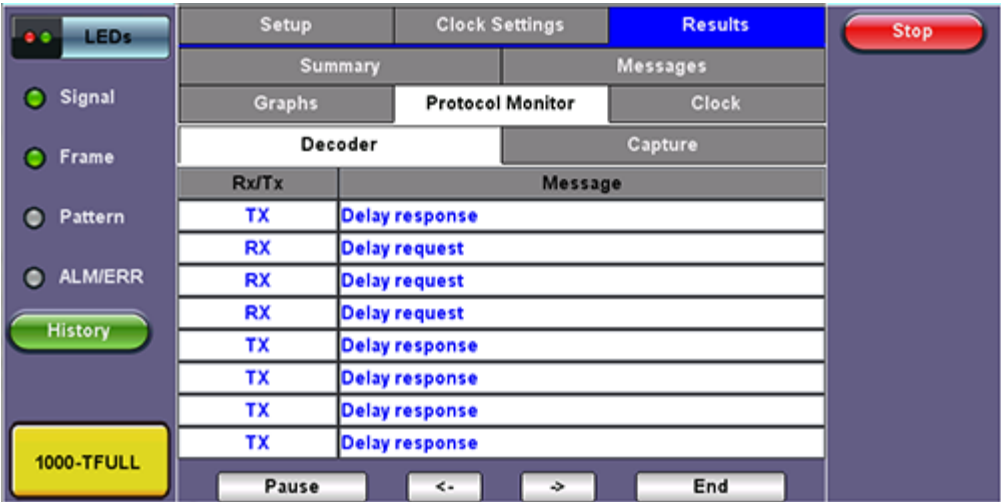 LEDs
Setup Clock Settings Results
Stop
Summary Messages
Signal
Graphs Protocol Monitor Clock
Decoder Capture
Frame
Rx/Tx Message
Pattern
TX Delay response
RX Delay request
ALM/ERR
RX Delay request
RX Delay request
History
TX Delay response
TX Delay response
TX Delay response
TX Delay response
1000-TFULL
Pause <- -> End